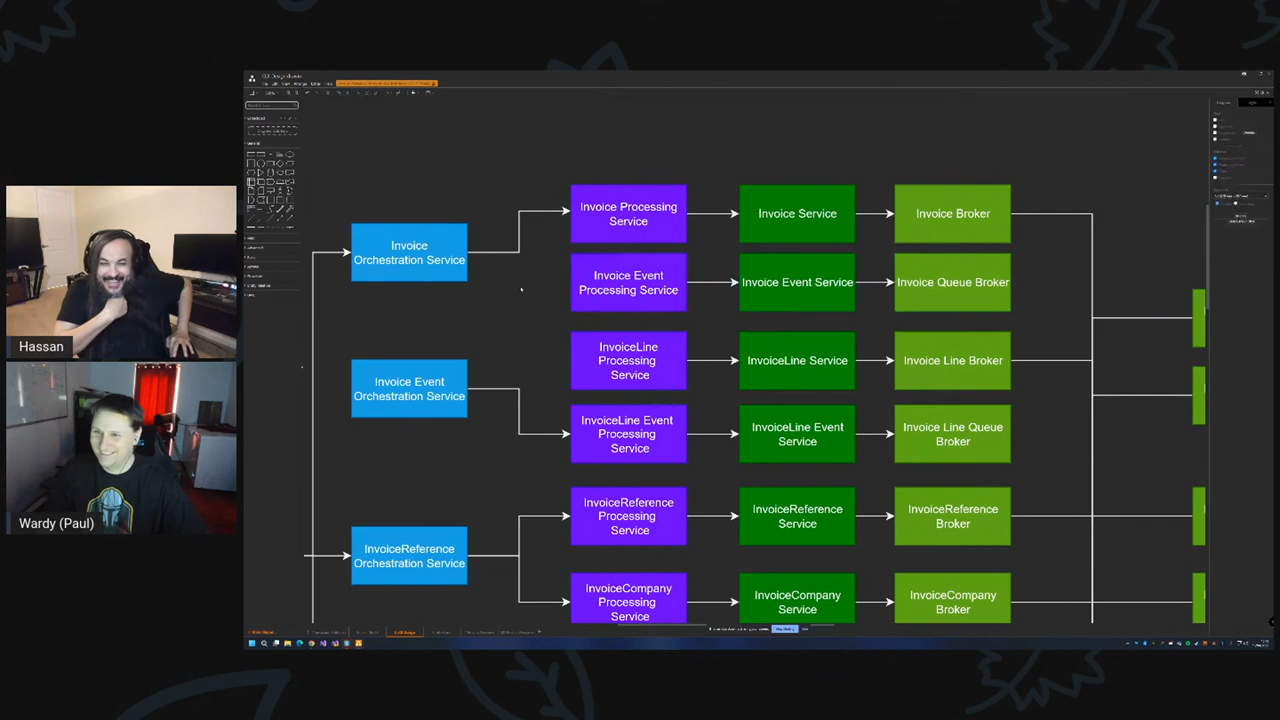 Invoice
Orchestration Service
Invoice Processing
Service
Invoice Service
Invoice Broker
Invoice Event
Processing Service
Invoice Event Service
Invoice Queue Broker
InvoiceLine
Processing
Service
InvoiceLine Service
Invoice Line Broker
Invoice Event
Orchestration Service
InvoiceLine Event
Processing
Service
InvoiceLine Event
Service
Invoice Line Queue
Broker
InvoiceReference
Orchestration Service
InvoiceReference
Processing
Service
InvoiceReference
Service
InvoiceReference
Broker
InvoiceCompany
Processing
Service
InvoiceCompany
Service
InvoiceCompany
Broker
Hassan
Wardy (Paul)